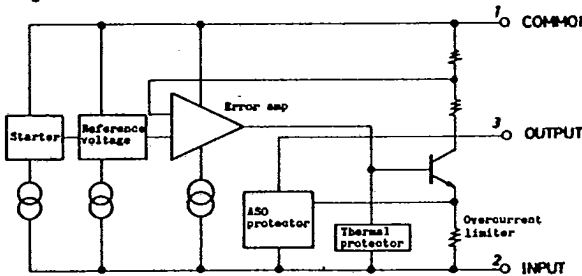 1 COMMON
Error amp
Starter
Reference
voltage
3
OUTPUT
ASO
protector
Thermal
protector
Overcurrent
limiter
2 INPUT